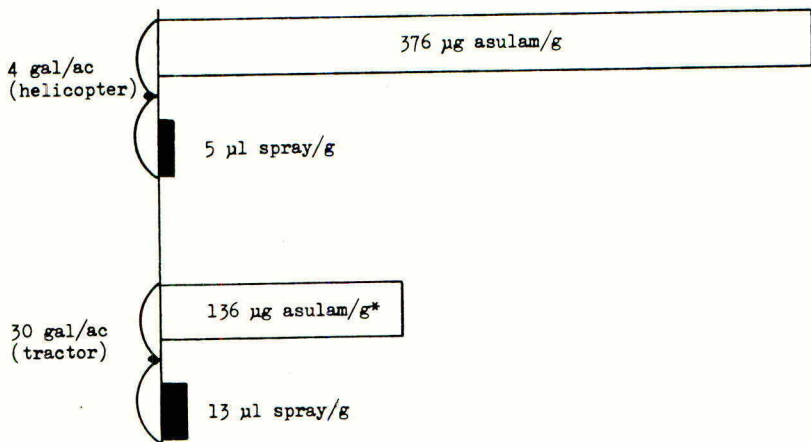 376 µg asulam/g
4 gal/ac
(helicopter)
5 µl spray/g
136 µg asulam/g*
30 gal/ac
(tractor)
13 µl spray/g